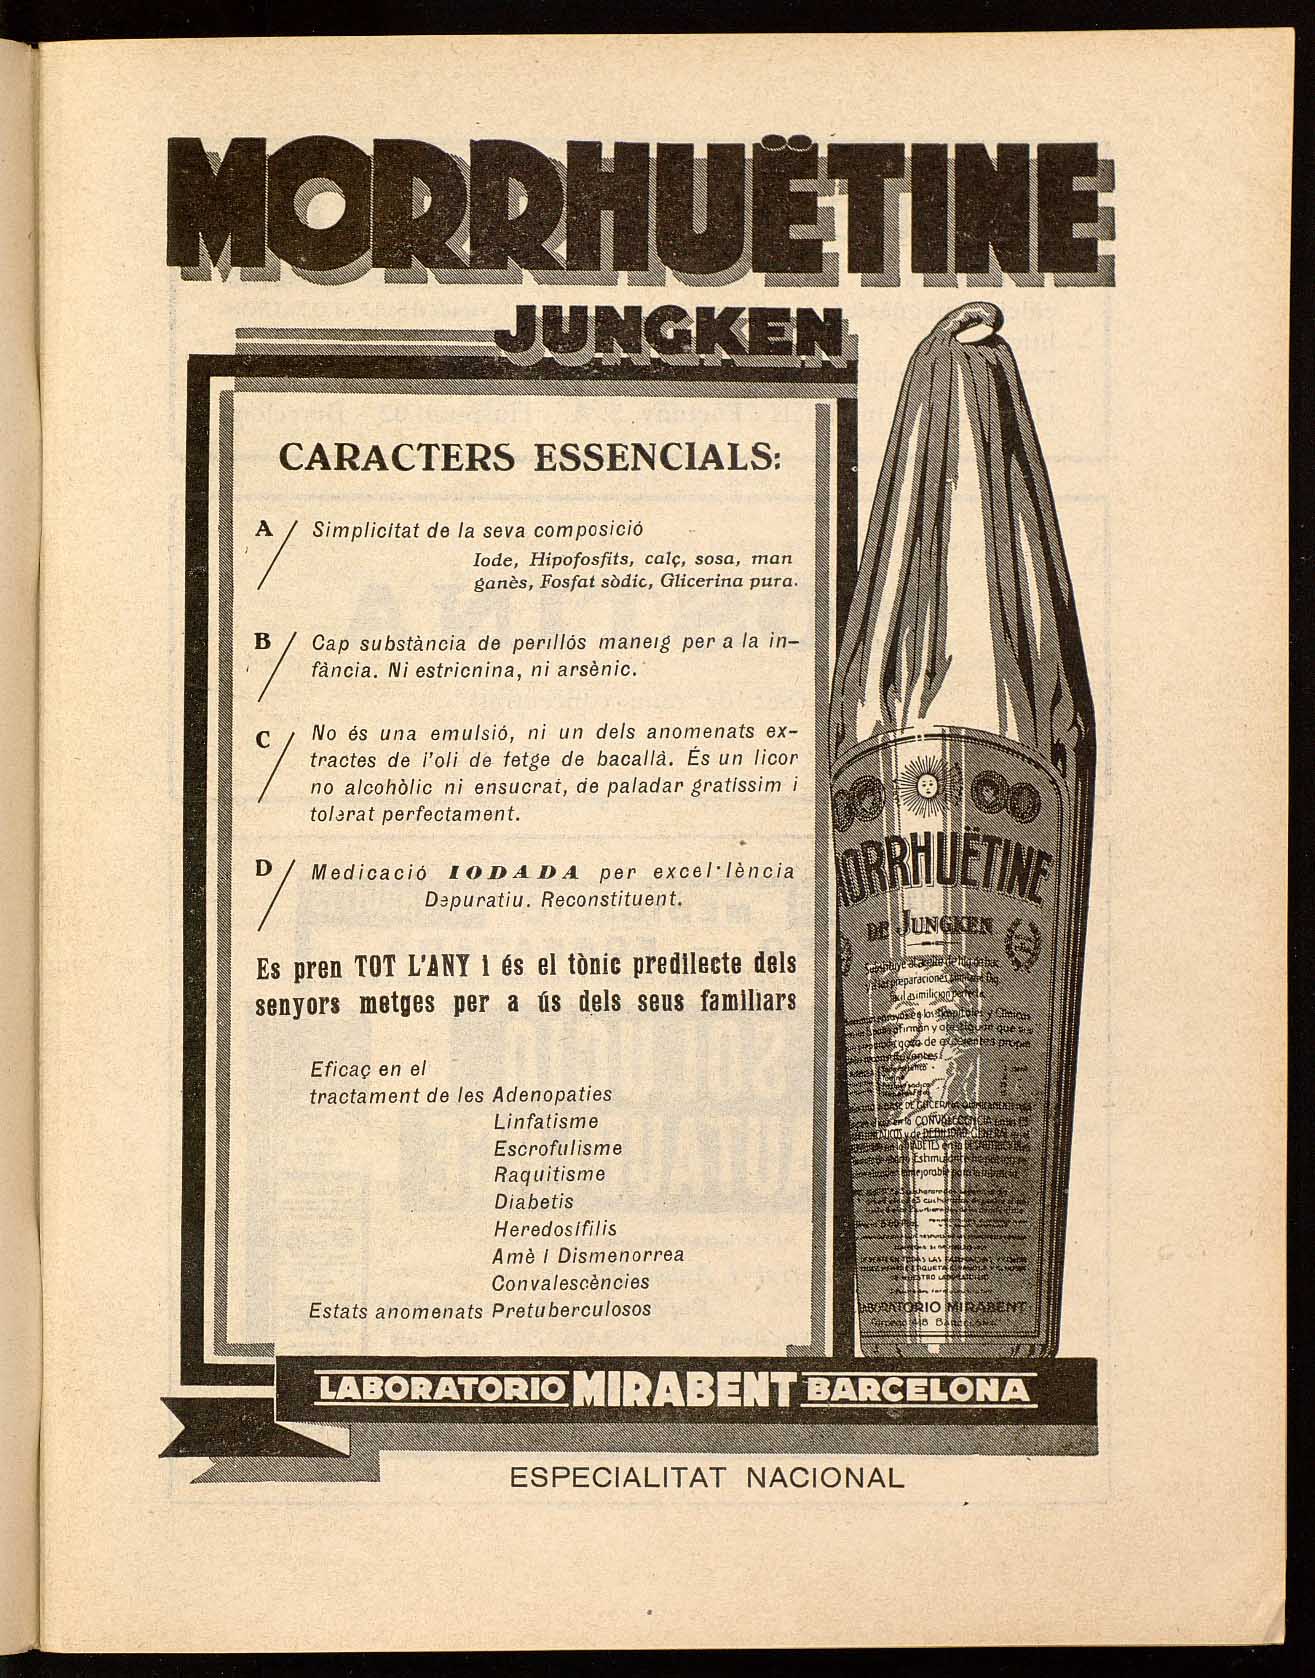 MORRHUËTINE
JUNGKEN
CARACTERS ESSENCIALS:
A / Simplicitat de la seva composició
Iode, Hipofosfits, calç, sosa, man
ganès, Fosfat sòdic, Glicerina pura.
B / Cap substància de perillós maneig per a la in-
fància. Ni estricnina, ni arsènic.
C / No és una emulsió, ni un dels anomenats ex-
tractes de l'oli de fetge de bacallà. És un licor
no alcohòlic ni ensucrat, de paladar gratíssim i
tolerat perfectament.
D / Medicació IODADA per excel·lència
Depuratiu. Reconstituent.
Es pren TOT L'ANY i és el tònic predilecte dels
senyors metges per a ús dels seus familiars
Eficaç en el
tractament de les Adenopaties
Linfatisme
Escrofulisme
Raquitisme
Diabetis
Heredosífilis
Amè i Dismenorrea
Convalescències
Estats anomenats Pretuberculosos
MORRHUËTINE
DE JUNGKEN
LABORATORIO MIRABENT
BARCELONA
LABORATORIO MIRABENT BARCELONA
ESPECIALITAT NACIONAL